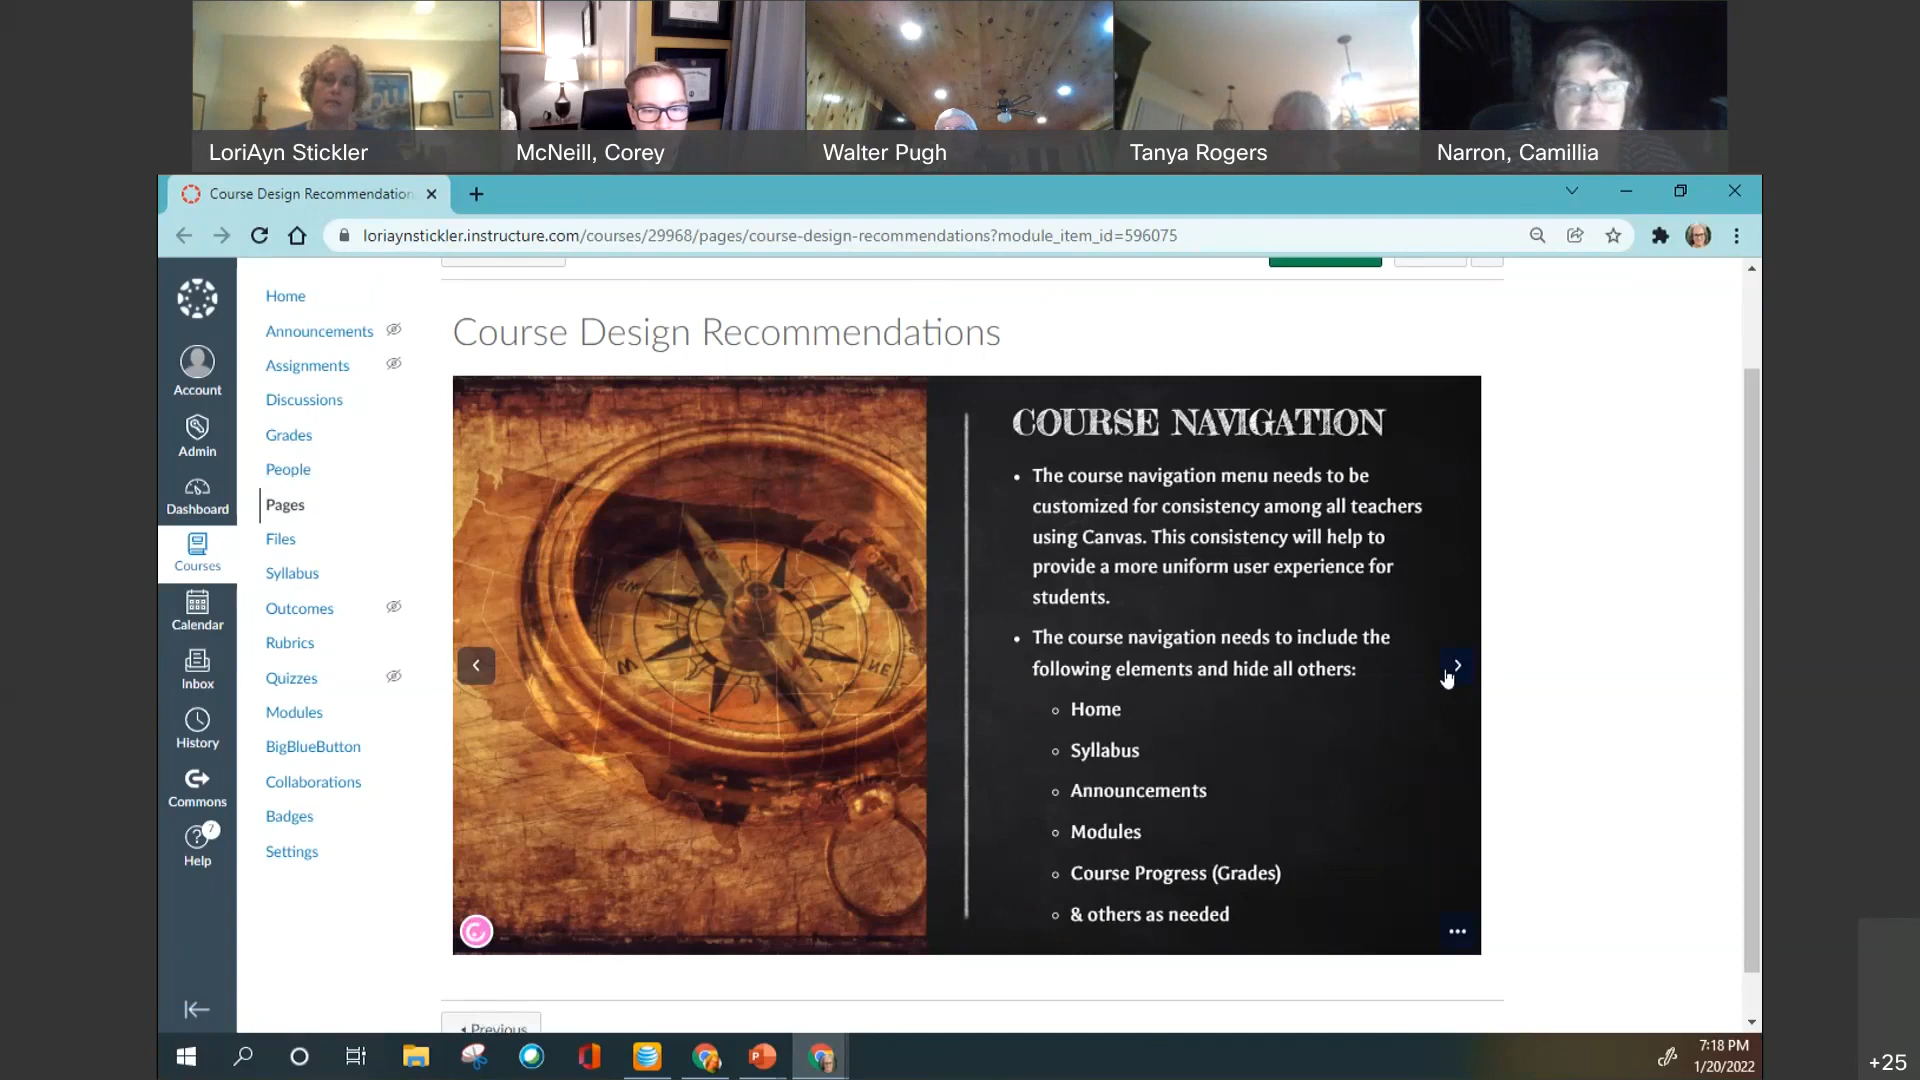 LoriAyn Stickler
McNeill, Corey
Walter Pugh
Tanya Rogers
Narron, Camillia
Course Design Recommendation
loriaynstickler.instructure.com/courses/29968/pages/course-design-recommendations?module_item_id=596075
Account
Admin
Dashboard
Courses
Calendar
Inbox
History
Commons
7
Help
Home
Announcements
Assignments
Discussions
Grades
People
Pages
Files
Syllabus
Outcomes
Rubrics
Quizzes
Modules
BigBlueButton
Collaborations
Badges
Settings
Course Design Recommendations
W
NE
N
COURSE NAVIGATION
• The course navigation menu needs to be
customized for consistency among all teachers
using Canvas. This consistency will help to
provide a more uniform user experience for
students.
• The course navigation needs to include the
following elements and hide all others:
Home
Syllabus
Announcements
Modules
Course Progress (Grades)
& others as needed
Previous
7:18 PM
1/20/2022
+25